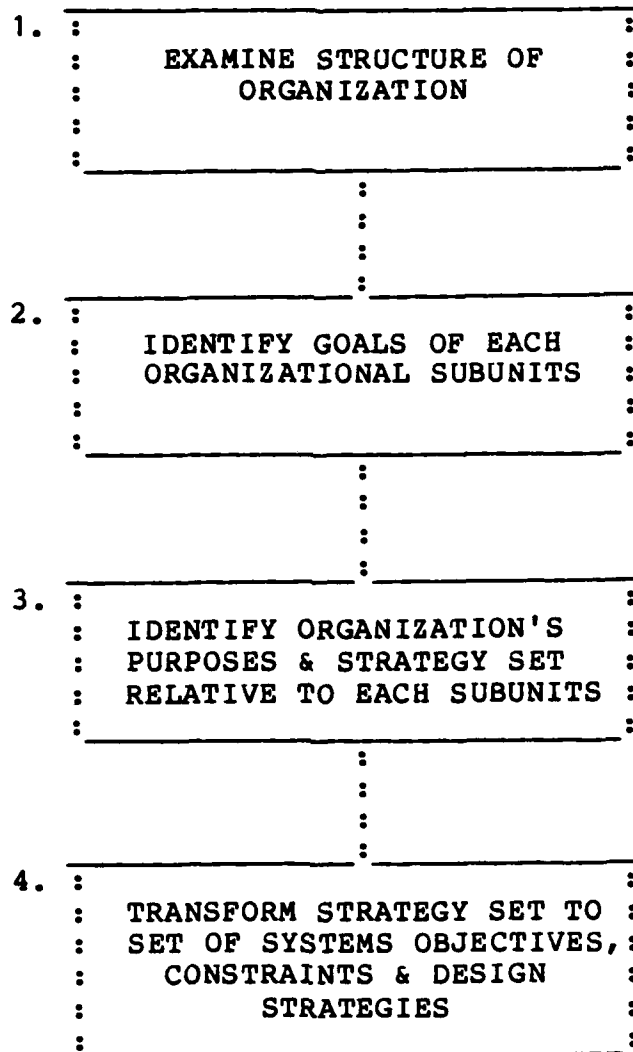 1.
EXAMINE STRUCTURE OF
ORGANIZATION
2.
IDENTIFY GOALS OF EACH
ORGANIZATIONAL SUBUNITS
3.
IDENTIFY ORGANIZATION'S
PURPOSES & STRATEGY SET
RELATIVE TO EACH SUBUNITS
4.
TRANSFORM STRATEGY SET TO
SET OF SYSTEMS OBJECTIVES,
CONSTRAINTS & DESIGN
STRATEGIES